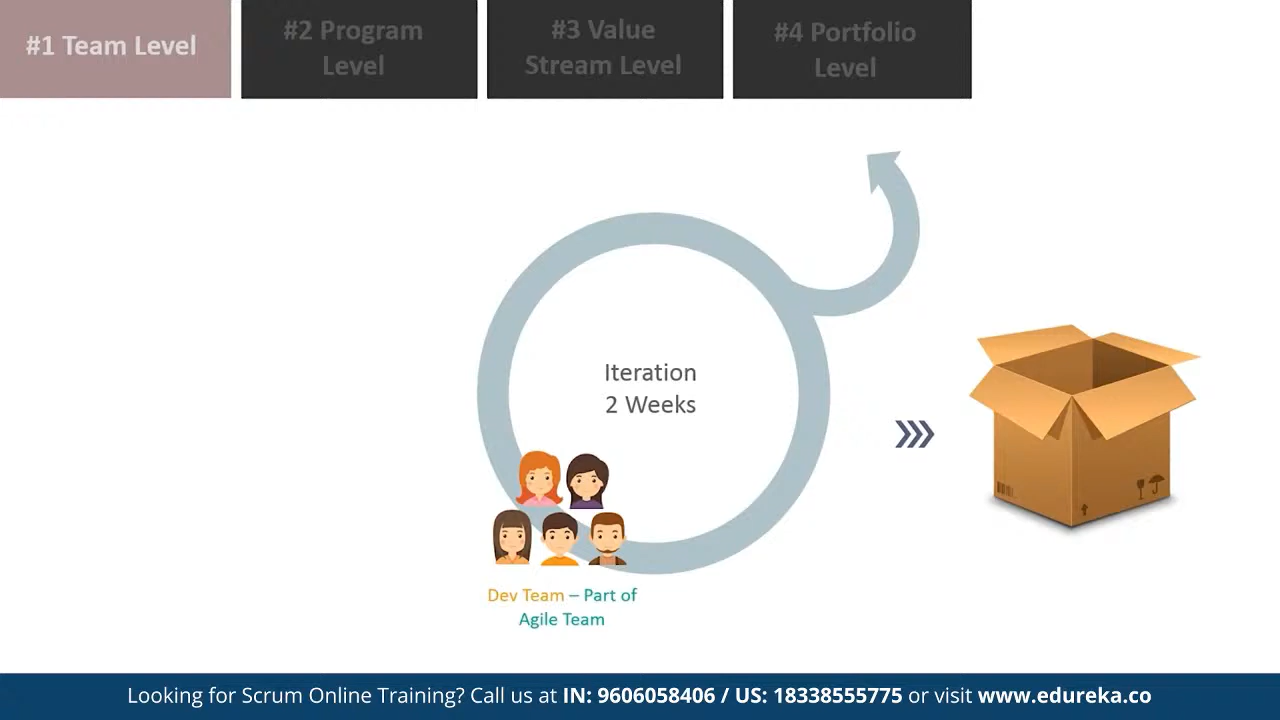 #1 Team Level
#2 Program
Level
#3 Value
Stream Level
#4 Portfolio
Level
Iteration
2 Weeks
Dev Team – Part of
Agile Team
Looking for Scrum Online Training? Call us at IN: 9606058406 / US: 18338555775 or visit www.edureka.co